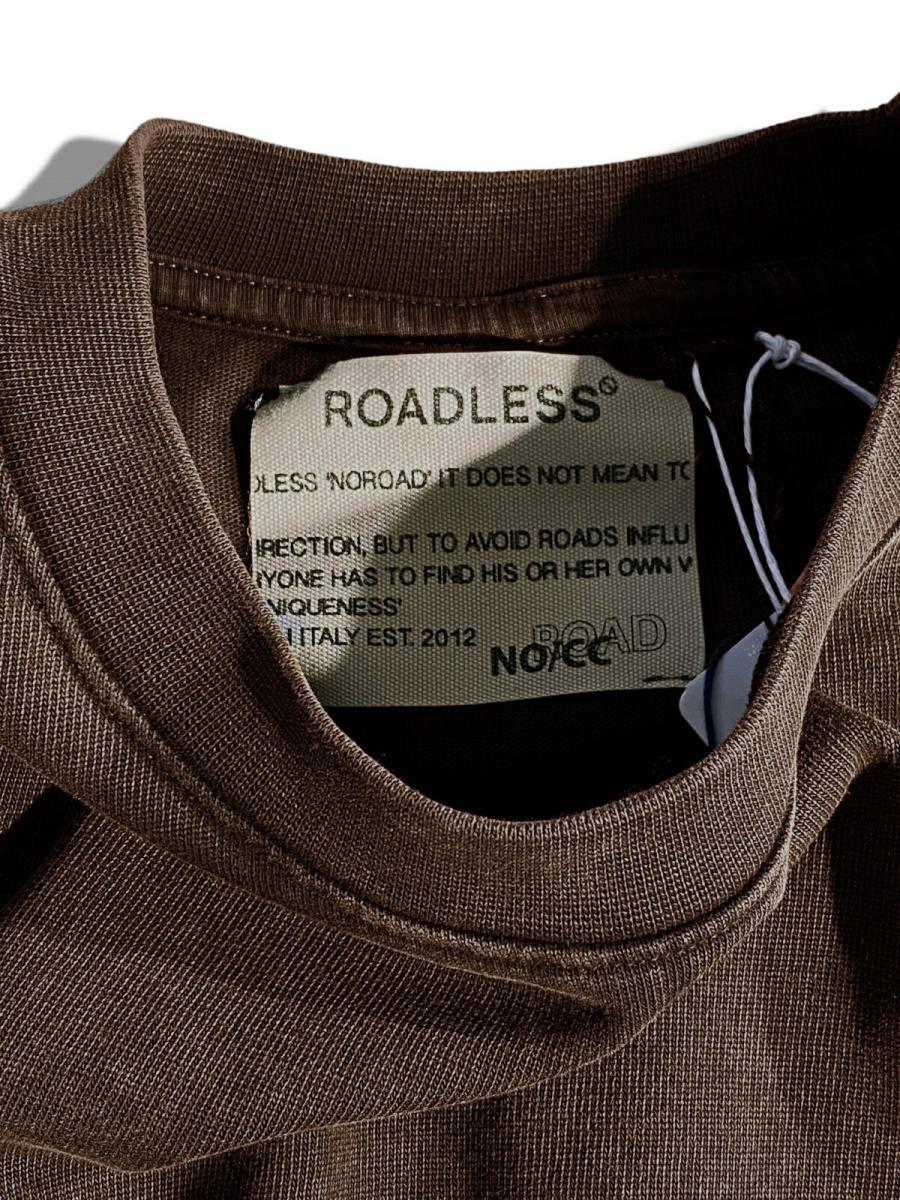 ROADLESS
DLESS 'NOROAD' IT DOES NOT MEAN TO
IRECTION, BUT TO AVOID ROADS INFLU
RYONE HAS TO FIND HIS OR HER OWN W
NIQUENESS'
N ITALY EST. 2012
ROAD
NO/CC